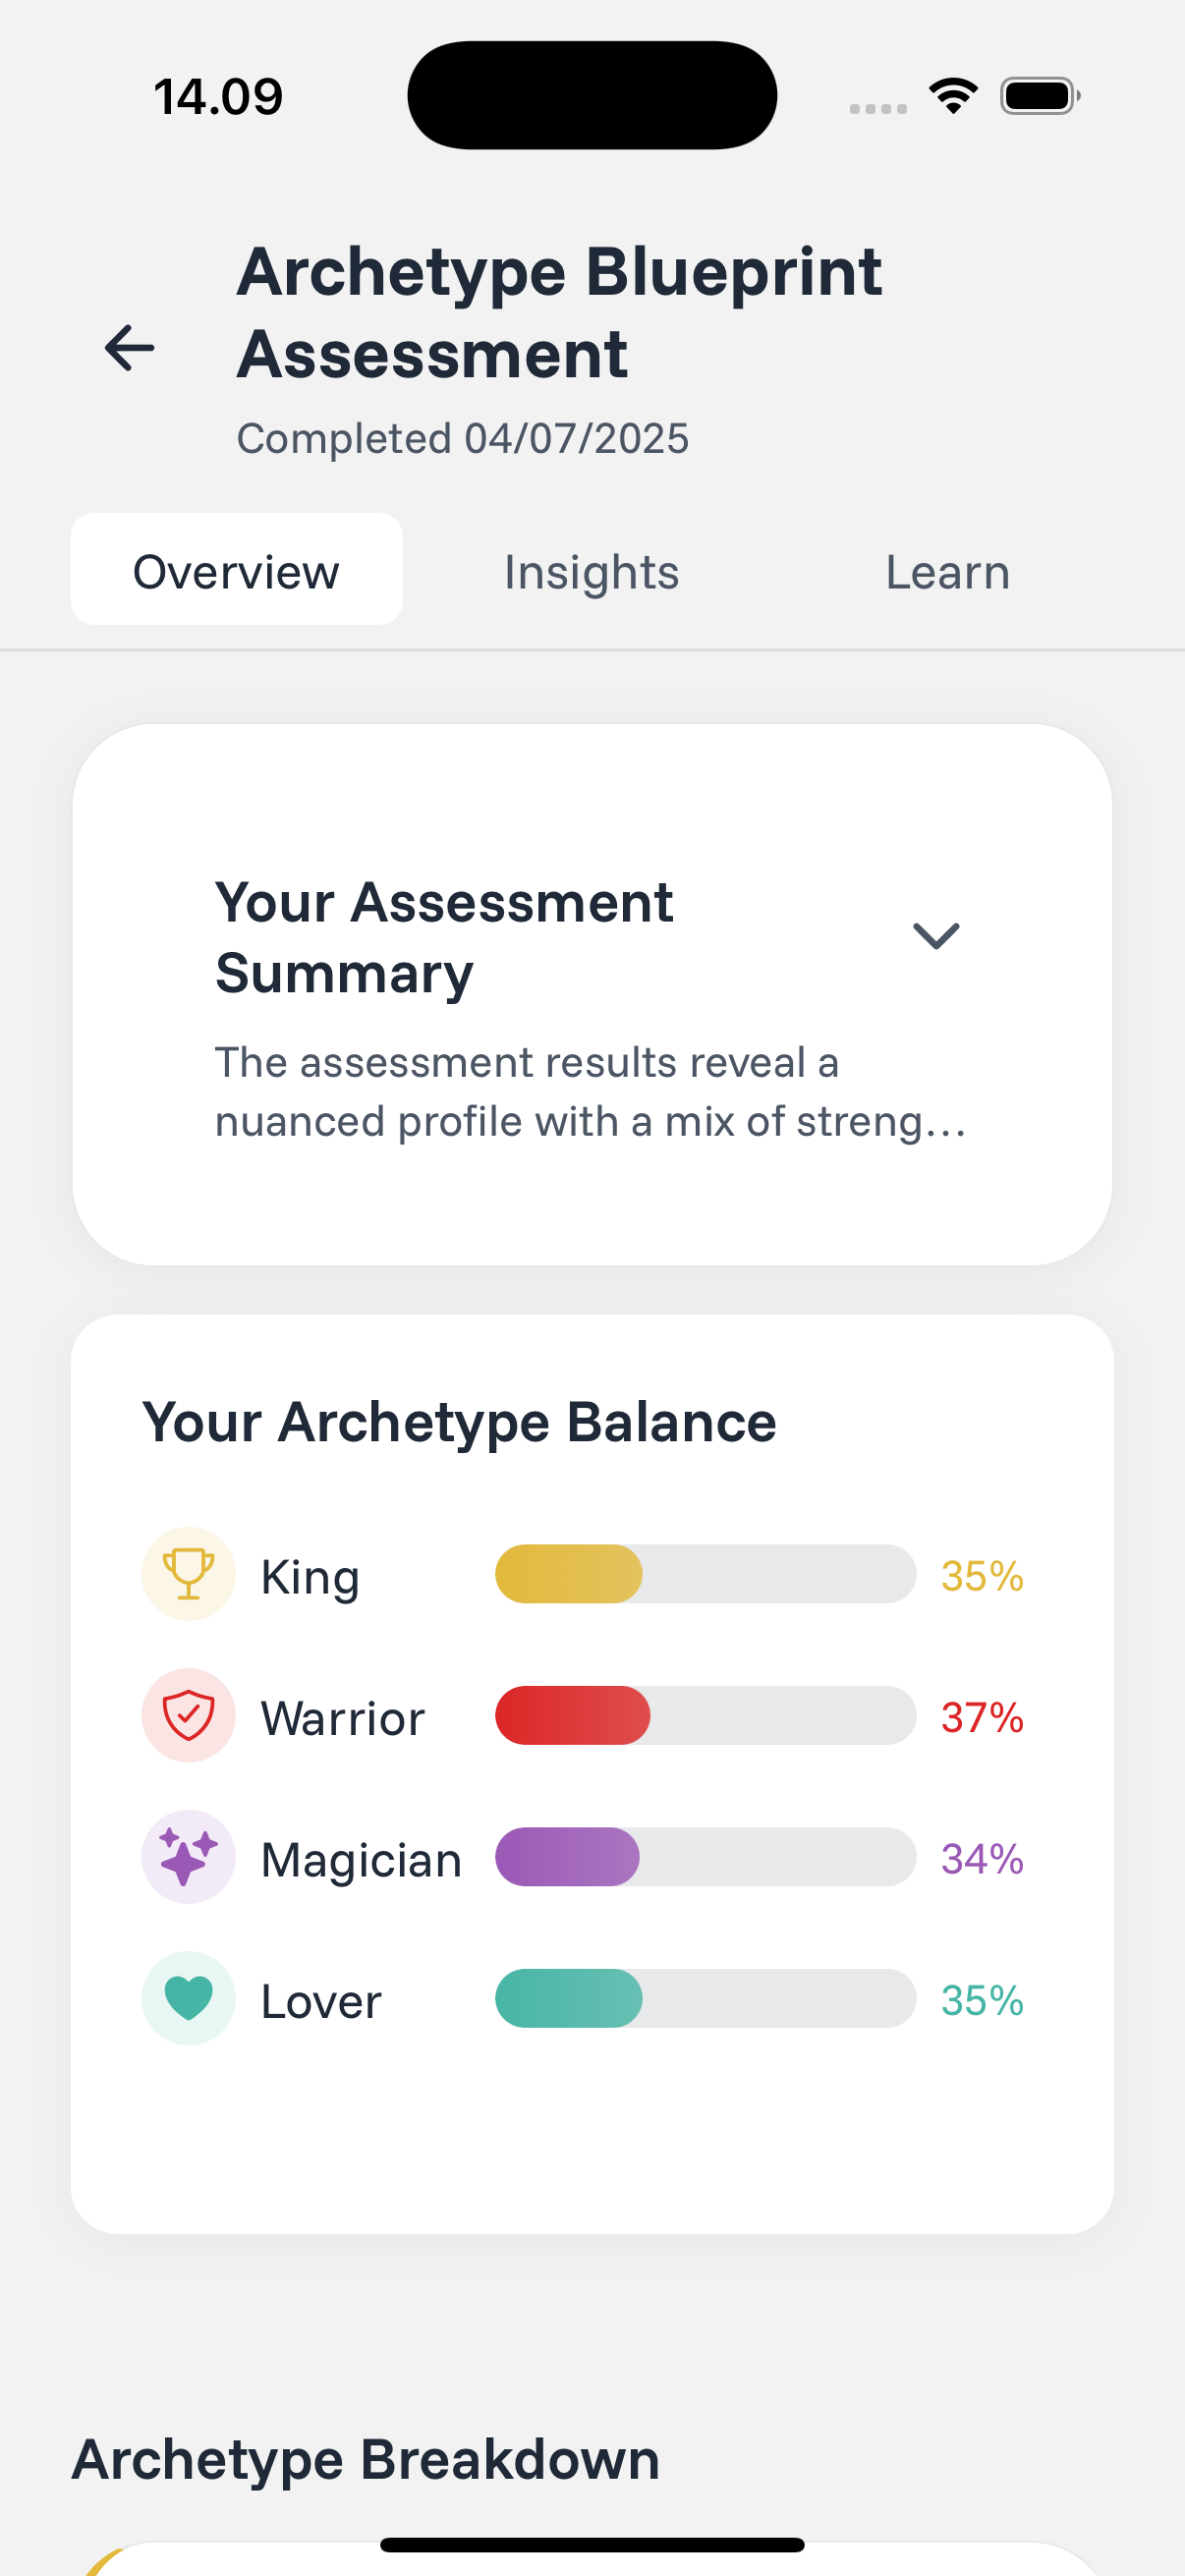 14.09
Archetype Blueprint
Assessment
Completed 04/07/2025
Overview
Insights
Learn
Your Assessment
Summary
The assessment results reveal a
nuanced profile with a mix of streng...
Your Archetype Balance
King
35%
Warrior
37%
Magician
34%
Lover
35%
Archetype Breakdown